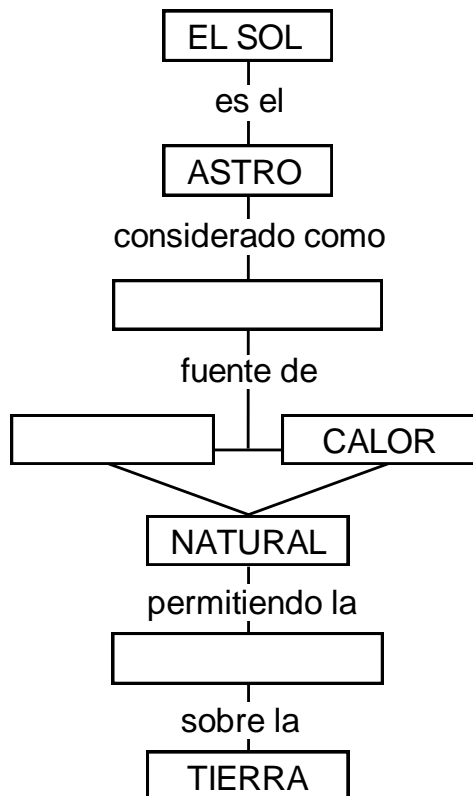 EL SOL
es el
ASTRO
considerado como
fuente de
CALOR
NATURAL
permitiendo la
sobre la
TIERRA